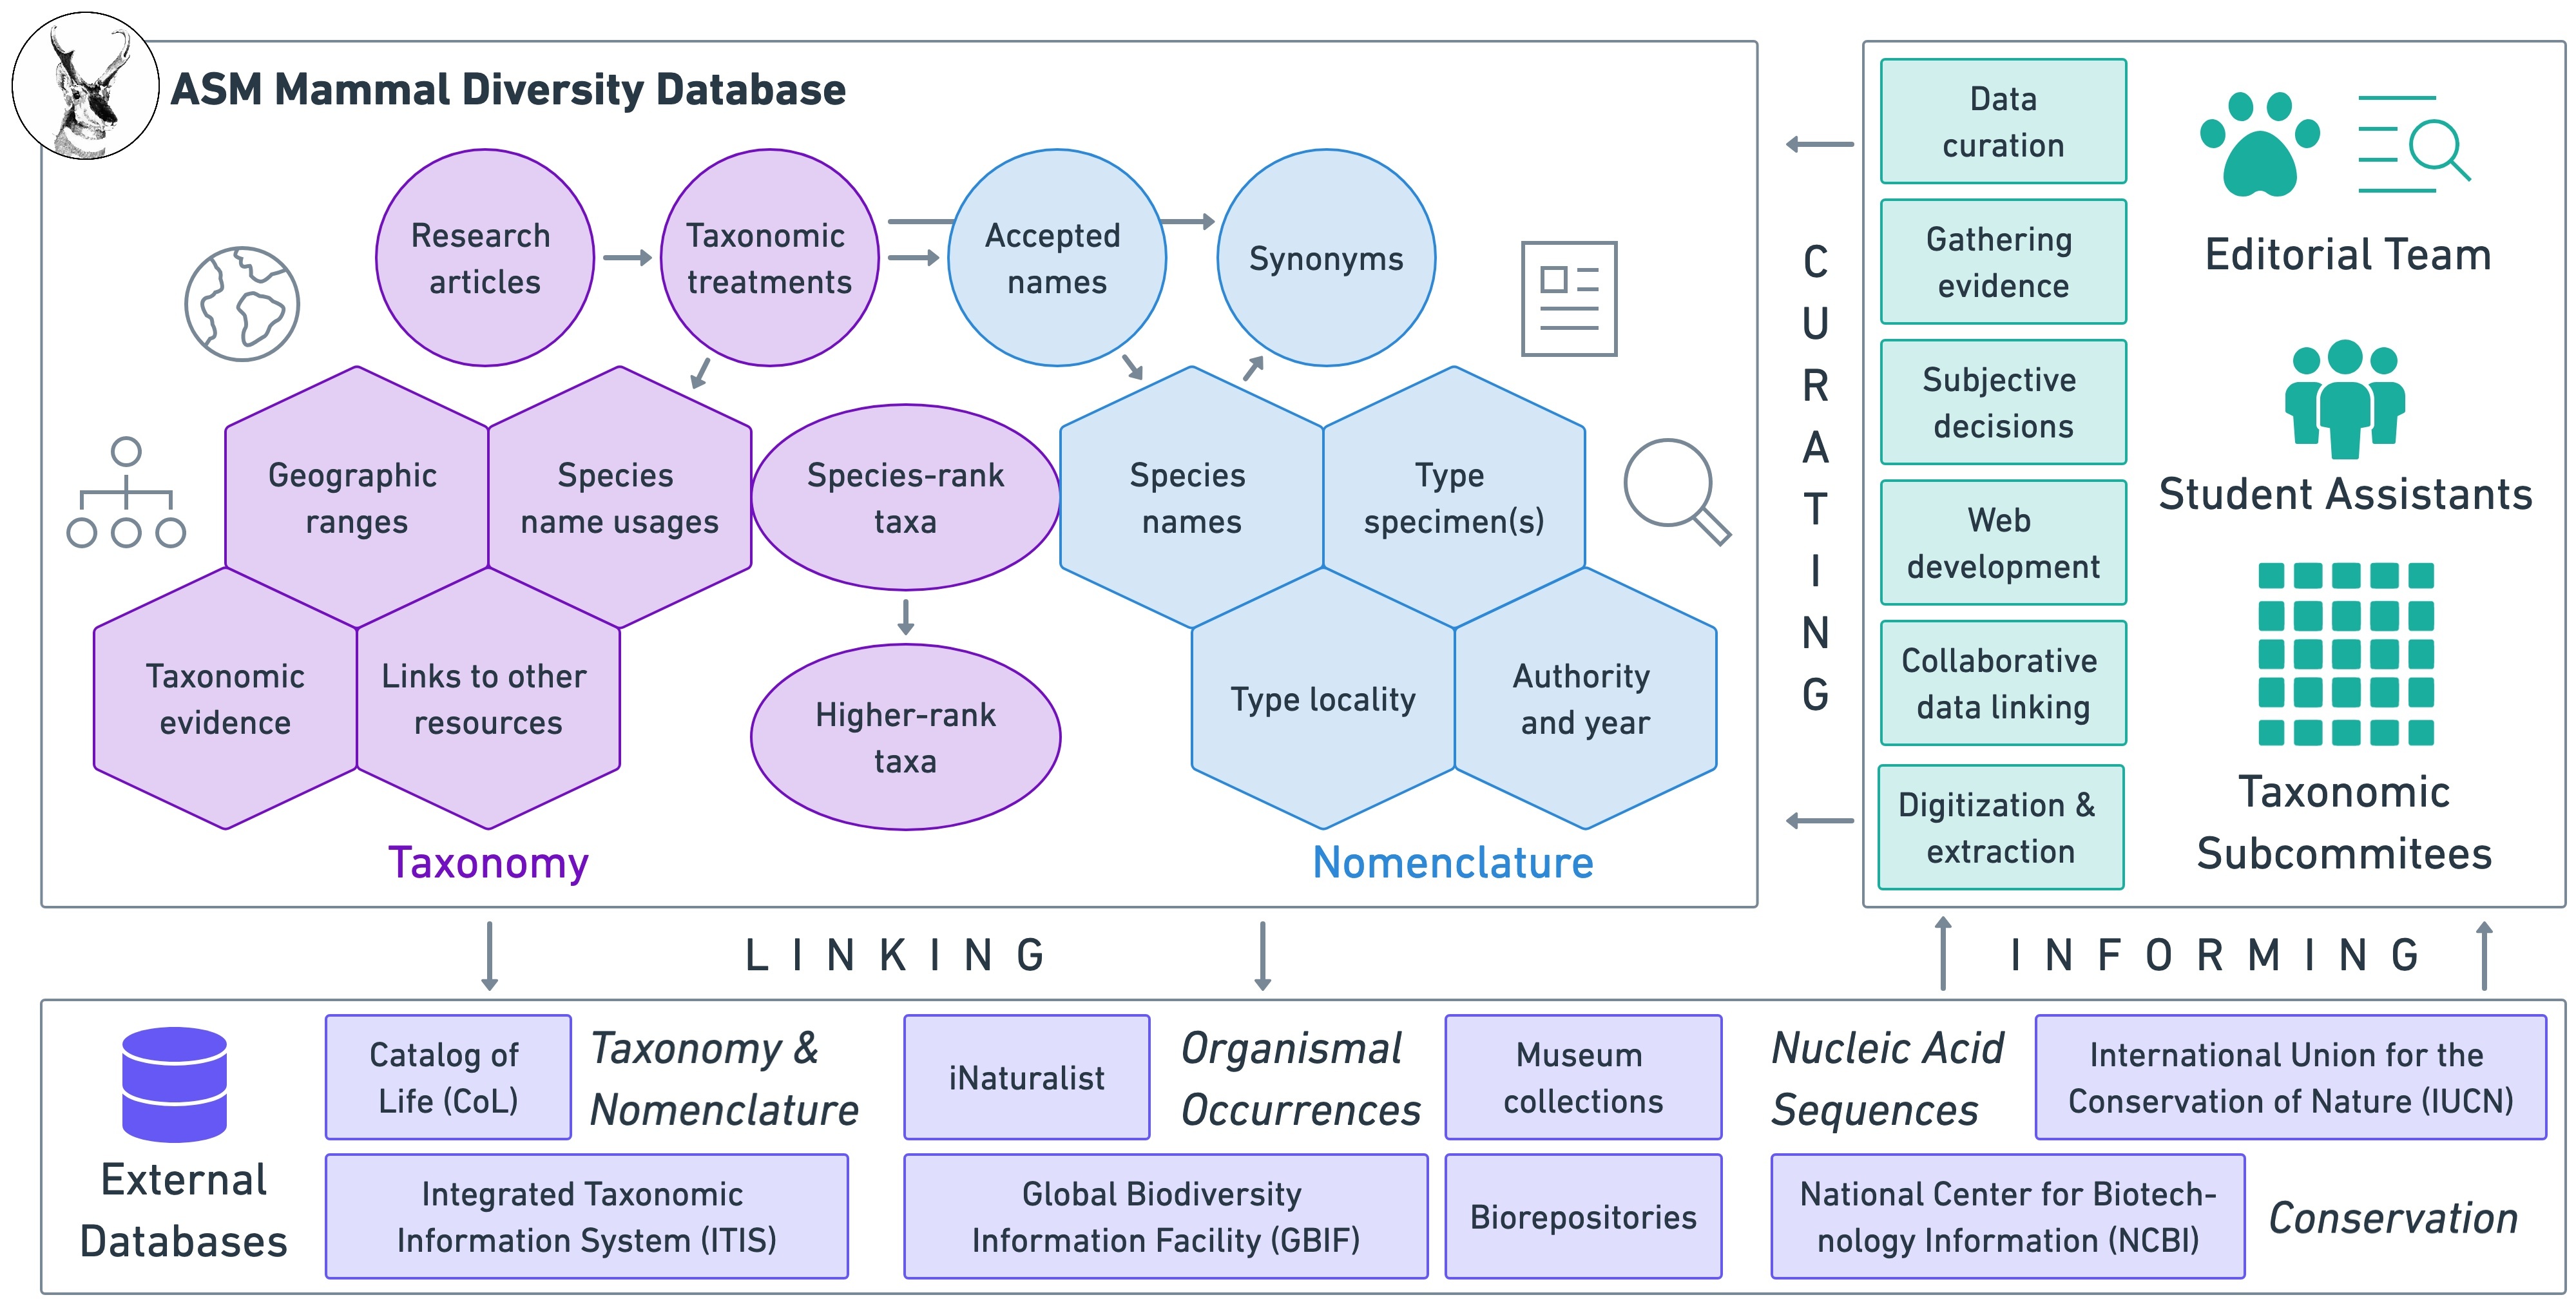 ASM Mammal Diversity Database
Research
articles
Taxonomic
treatments
Accepted
names
Synonyms
Geographic
ranges
Species
name usages
Species-rank
taxa
Species
names
Type
specimen(s)
Taxonomic
evidence
Links to other
resources
Higher-rank
taxa
Type locality
Authority
and year
Taxonomy
Nomenclature
CURATING
Data
curation
Gathering
evidence
Subjective
decisions
Web
development
Collaborative
data linking
Digitization &
extraction
Editorial Team
Student Assistants
Taxonomic
Subcommitees
LINKING
INFORMING
External
Databases
Catalog of
Life (CoL)
Taxonomy &
Nomenclature
Integrated Taxonomic
Information System (ITIS)
iNaturalist
Organismal
Occurrences
Global Biodiversity
Information Facility (GBIF)
Museum
collections
Biorepositories
Nucleic Acid
Sequences
International Union for the
Conservation of Nature (IUCN)
National Center for Biotech-
nology Information (NCBI)
Conservation